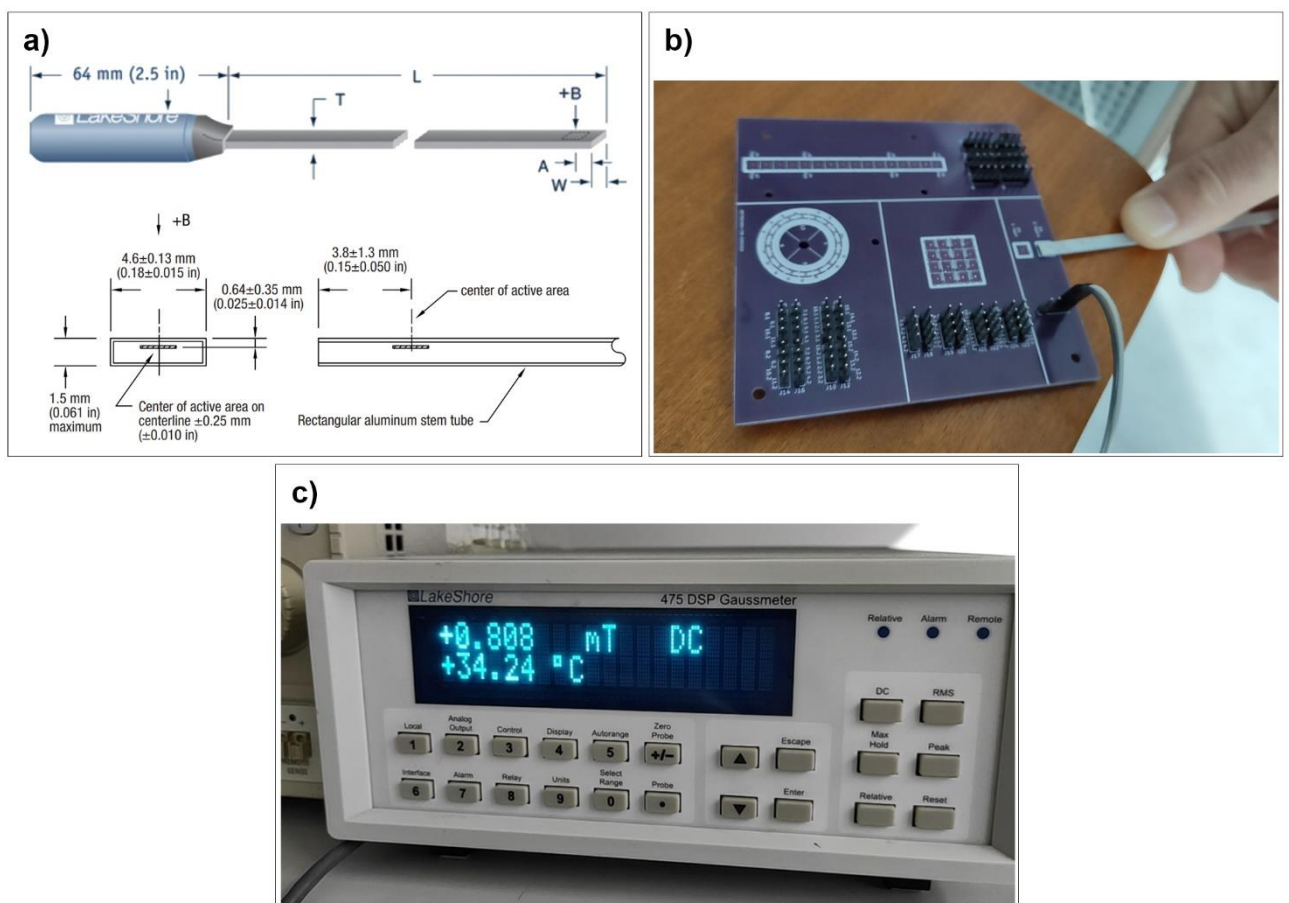 a)
64 mm (2.5 in)
L
LakeShore
T
+B
A
W
+B
4.6±0.13 mm
(0.18±0.015 in)
0.64±0.35 mm
(0.025±0.014 in)
1.5 mm
(0.061 in)
maximum
Center of active area on
centerline ±0.25 mm
(±0.010 in)
3.8±1.3 mm
(0.15±0.050 in)
center of active area
Rectangular aluminum stem tube
b)
c)
LakeShore
475 DSP Gaussmeter
+0.808 mT DC
+34.24 °C
Relative Alarm Remote
DC RMS
Max Hold Peak
Relative Reset
Local Analog Output Control Display Autorange Zero Probe
1 2 3 4 5 +/−
Interface Alarm Relay Units Select Range Probe
6 7 8 9 0 •
Escape
Enter